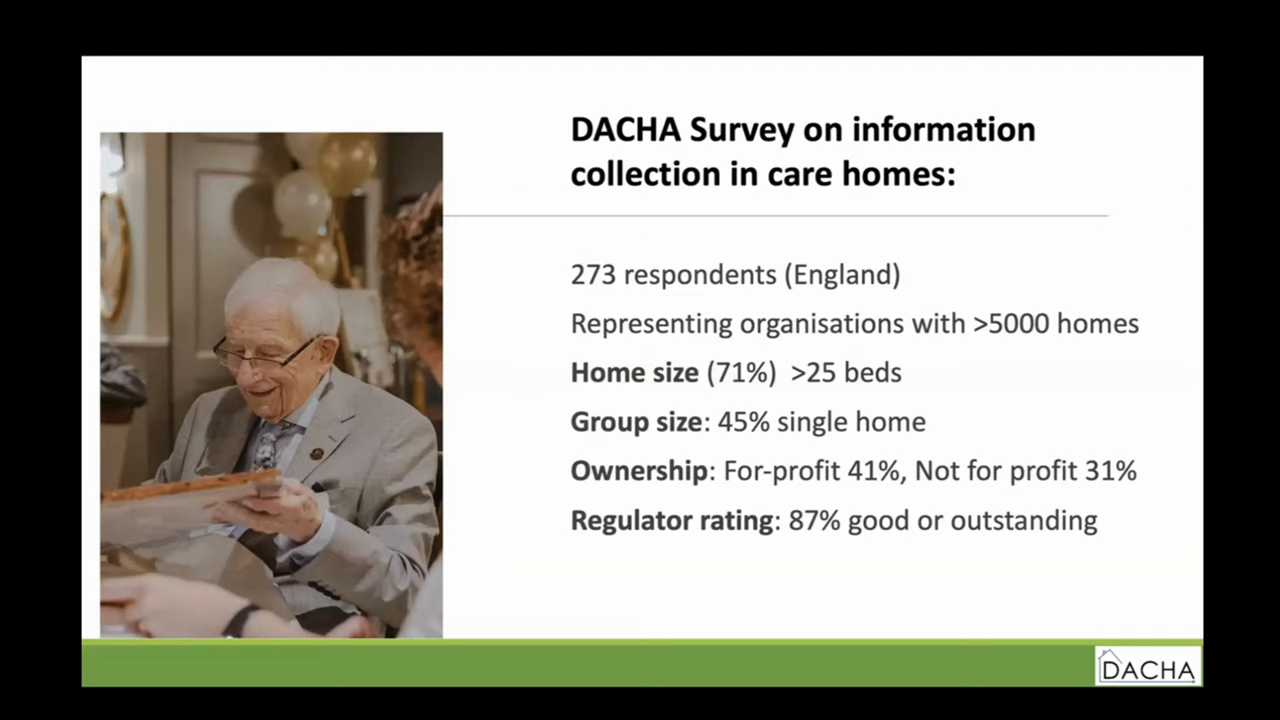 DACHA Survey on information
collection in care homes:
273 respondents (England)
Representing organisations with >5000 homes
Home size (71%) >25 beds
Group size: 45% single home
Ownership: For-profit 41%, Not for profit 31%
Regulator rating: 87% good or outstanding
DACHA